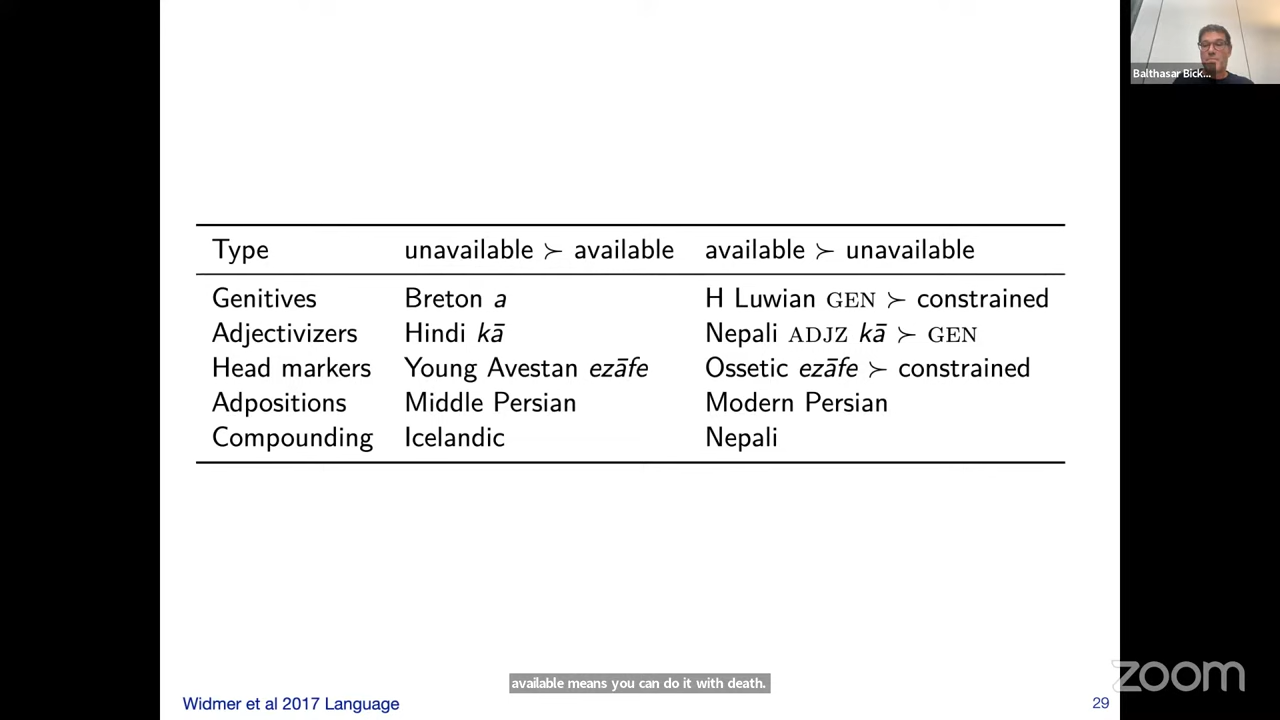 Balthasar Bick...
Type unavailable ≻ available available ≻ unavailable
Genitives Breton a H Luwian GEN ≻ constrained
Adjectivizers Hindi kā Nepali ADJZ kā ≻ GEN
Head markers Young Avestan ezāfe Ossetic ezāfe ≻ constrained
Adpositions Middle Persian Modern Persian
Compounding Icelandic Nepali
available means you can do it with death.
zoom
Widmer et al 2017 Language 29